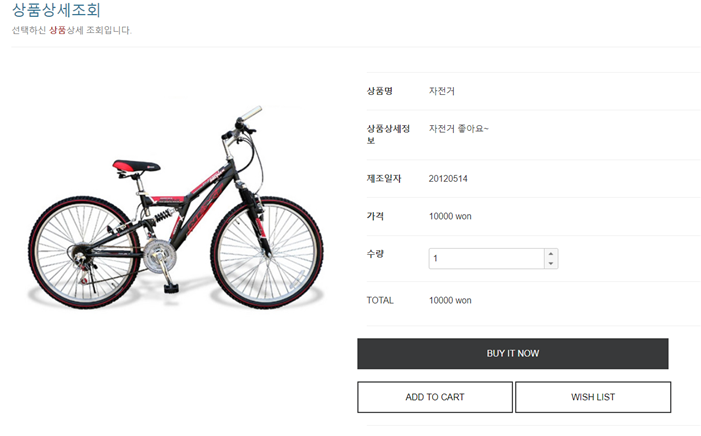 상품상세조회
선택하신 상품상세 조회입니다.
상품명 자전거
상품상세정
보 자전거 좋아요~
제조일자 20120514
가격 10000 won
수량 1
TOTAL 10000 won
BUY IT NOW
ADD TO CART WISH LIST